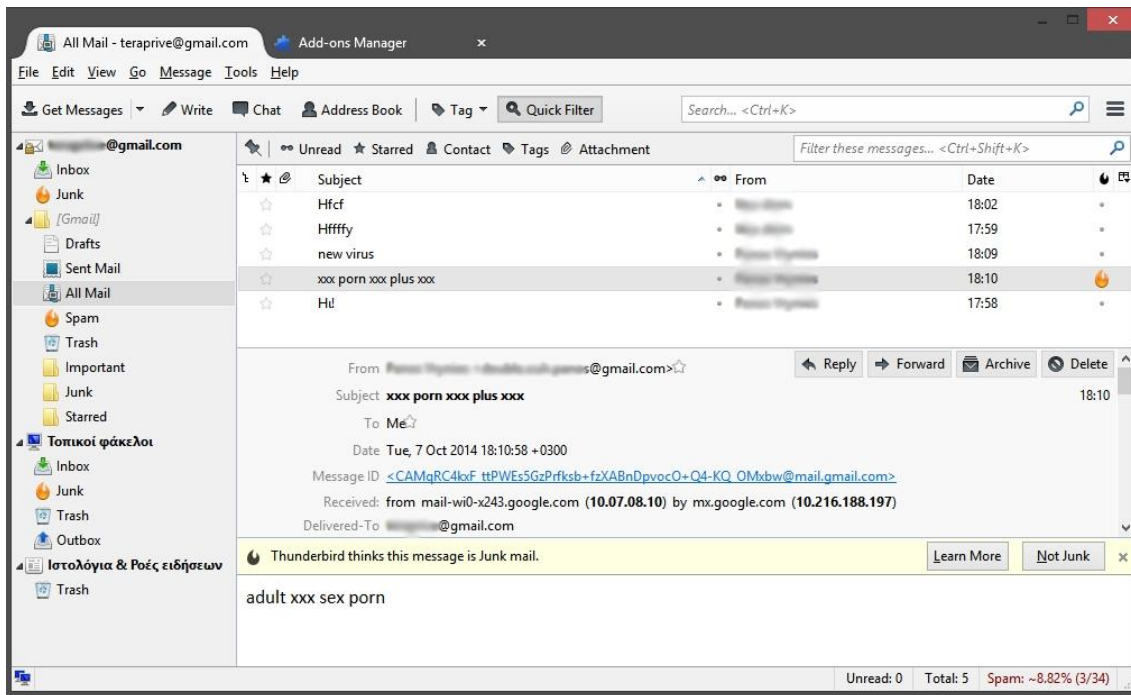 All Mail - teraprive@gmail.com Add-ons Manager x
File Edit View Go Message Tools Help
Get Messages Write Chat Address Book Tag Quick Filter Search... <Ctrl+K>
@gmail.com Unread Starred Contact Tags Attachment Filter these messages... <Ctrl+Shift+K>
Inbox
Junk
[Gmail]
Drafts
Sent Mail
All Mail
Spam
Trash
Important
Junk
Starred
Τοπικοί φάκελοι
Inbox
Junk
Trash
Outbox
Ιστολόγια & Ροές ειδήσεων
Trash
Subject From Date
Hfcf 18:02
Hffffy 17:59
new virus 18:09
xxx porn xxx plus xxx 18:10
Hi! 17:58
From s@gmail.com> Reply Forward Archive Delete
Subject xxx porn xxx plus xxx 18:10
To Me
Date Tue, 7 Oct 2014 18:10:58 +0300
Message ID <CAMqRC4kxF_ttPWEs5GzPrfksb+fzXABnDpvocO+Q4-KQ_OMxbw@mail.gmail.com>
Received: from mail-wi0-x243.google.com (10.07.08.10) by mx.google.com (10.216.188.197)
Delivered-To @gmail.com
Thunderbird thinks this message is Junk mail. Learn More Not Junk
adult xxx sex porn
Unread: 0 Total: 5 Spam: ~8.82% (3/34)